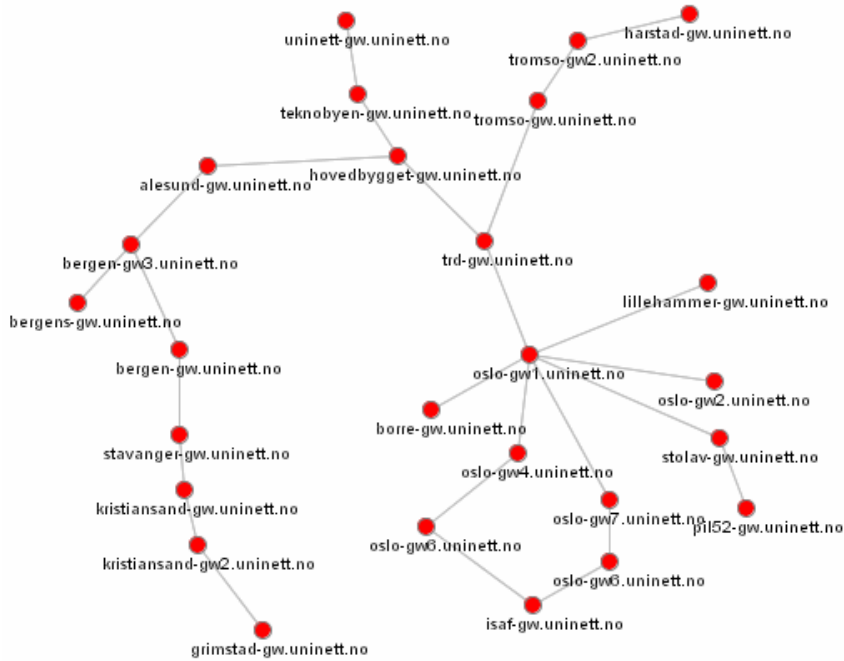 harstad-gw.uninett.no
uninett-gw.uninett.no
tromso-gw2.uninett.no
teknobyen-gw.uninett.no
tromso-gw.uninett.no
hovedbygget-gw.uninett.no
alesund-gw.uninett.no
trd-gw.uninett.no
bergen-gw3.uninett.no
lillehammer-gw.uninett.no
bergens-gw.uninett.no
bergen-gw.uninett.no
oslo-gw1.uninett.no
oslo-gw2.uninett.no
borre-gw.uninett.no
stavanger-gw.uninett.no
stolav-gw.uninett.no
oslo-gw4.uninett.no
kristiansand-gw.uninett.no
oslo-gw7.uninett.no
pil52-gw.uninett.no
oslo-gw3.uninett.no
kristiansand-gw2.uninett.no
oslo-gw6.uninett.no
isaf-gw.uninett.no
grimstad-gw.uninett.no